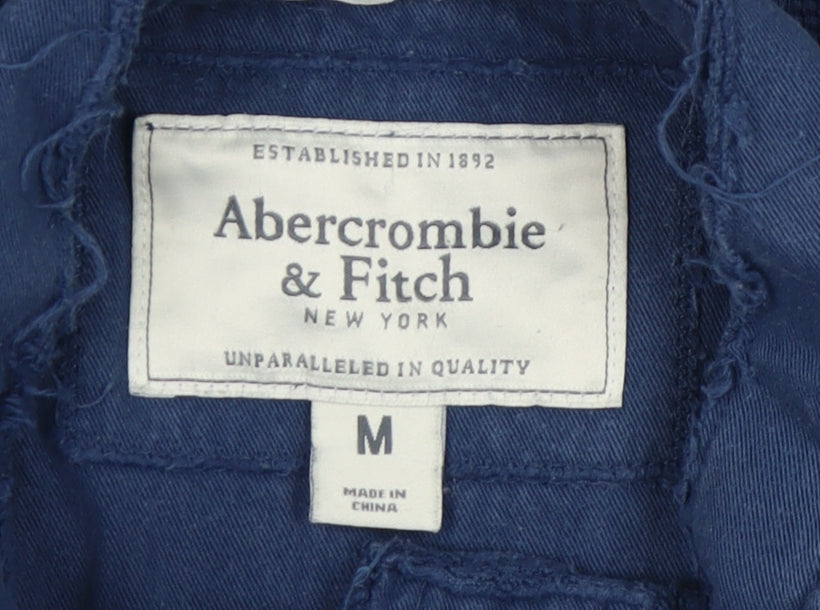 ESTABLISHED IN 1892
Abercrombie
& Fitch
NEW YORK
UNPARALLELED IN QUALITY
M
MADE IN
CHINA